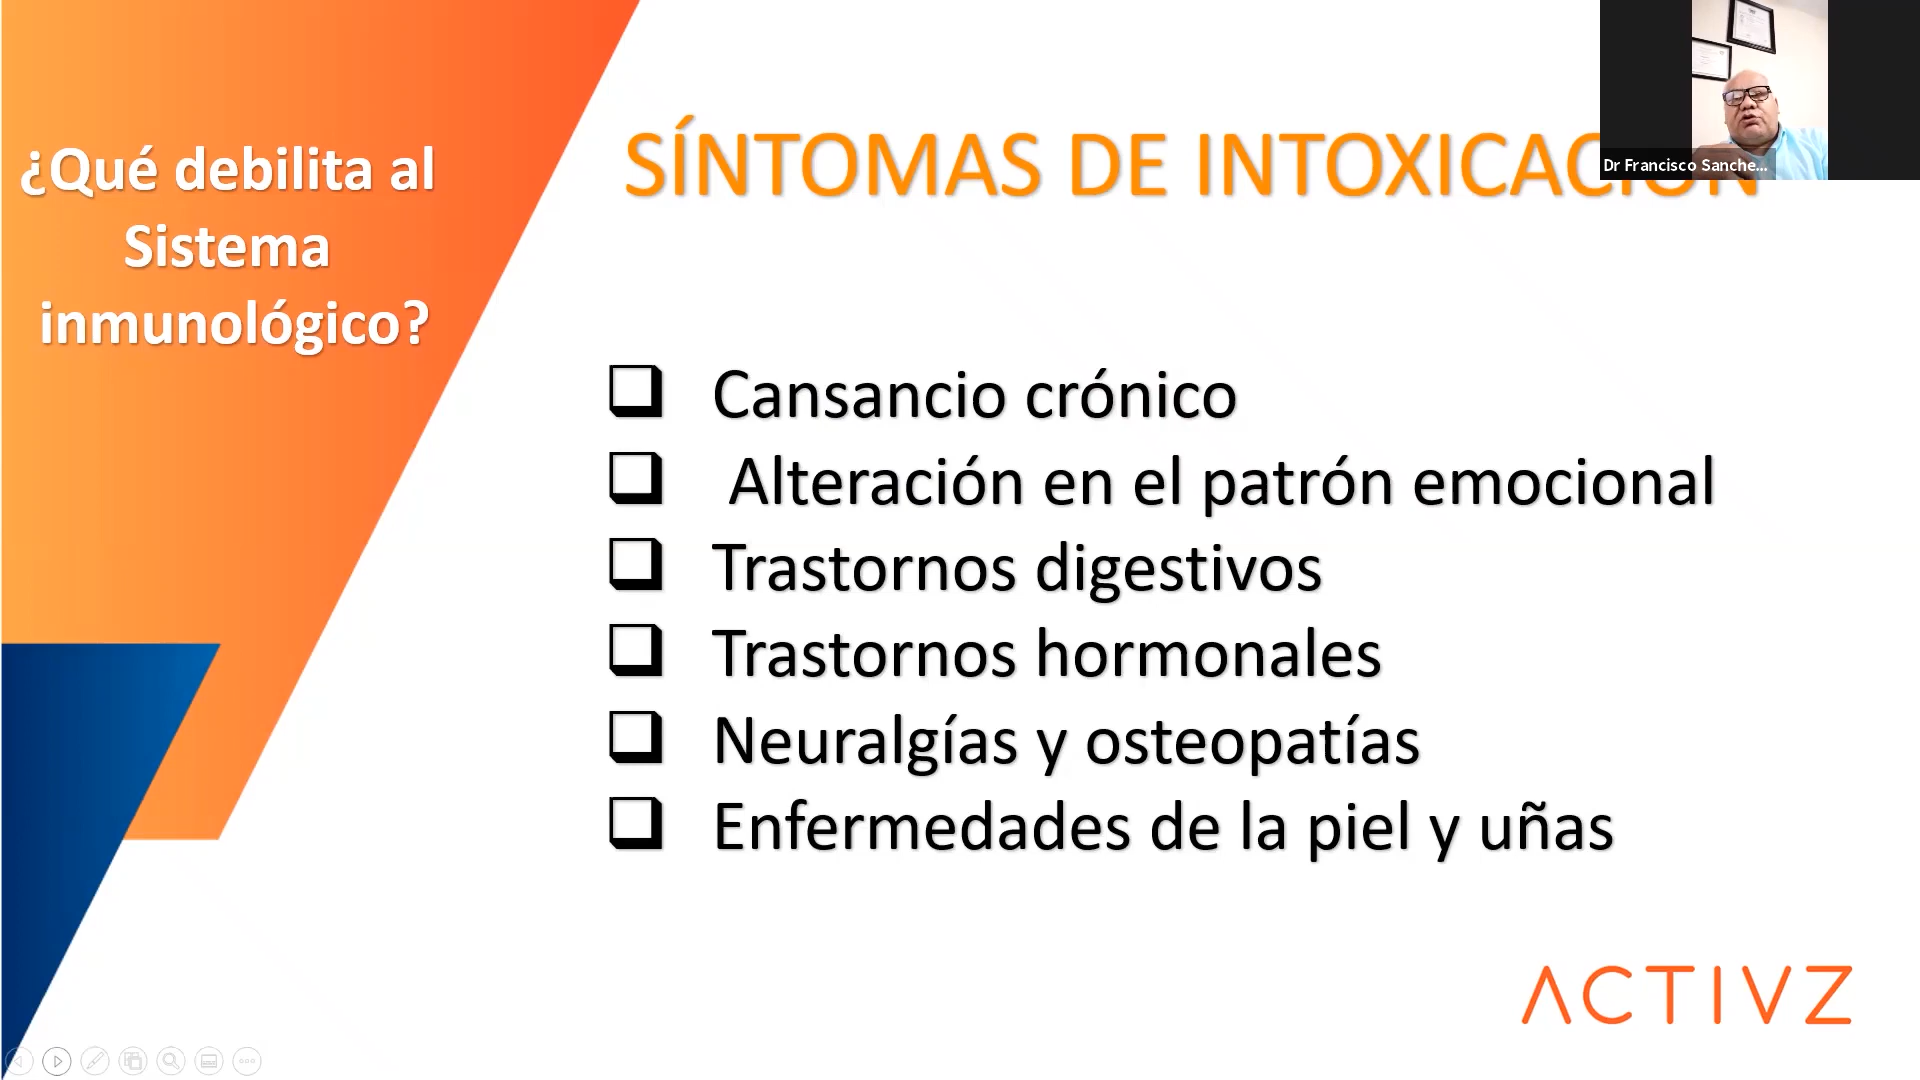 ¿Qué debilita al
Sistema
inmunológico?
SÍNTOMAS DE INTOXICACIÓN
Dr Francisco Sanche...
Cansancio crónico
Alteración en el patrón emocional
Trastornos digestivos
Trastornos hormonales
Neuralgías y osteopatías
Enfermedades de la piel y uñas
ACTIVZ